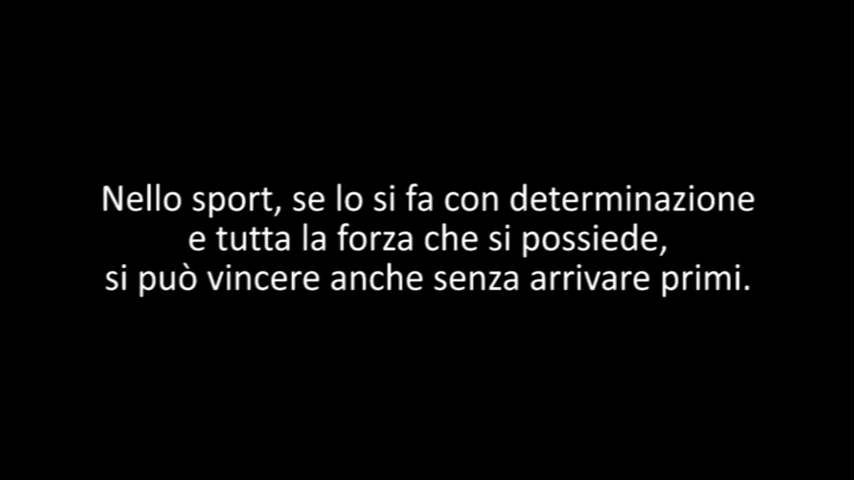 Nello sport, se lo si fa con determinazione
e tutta la forza che si possiede,
si può vincere anche senza arrivare primi.